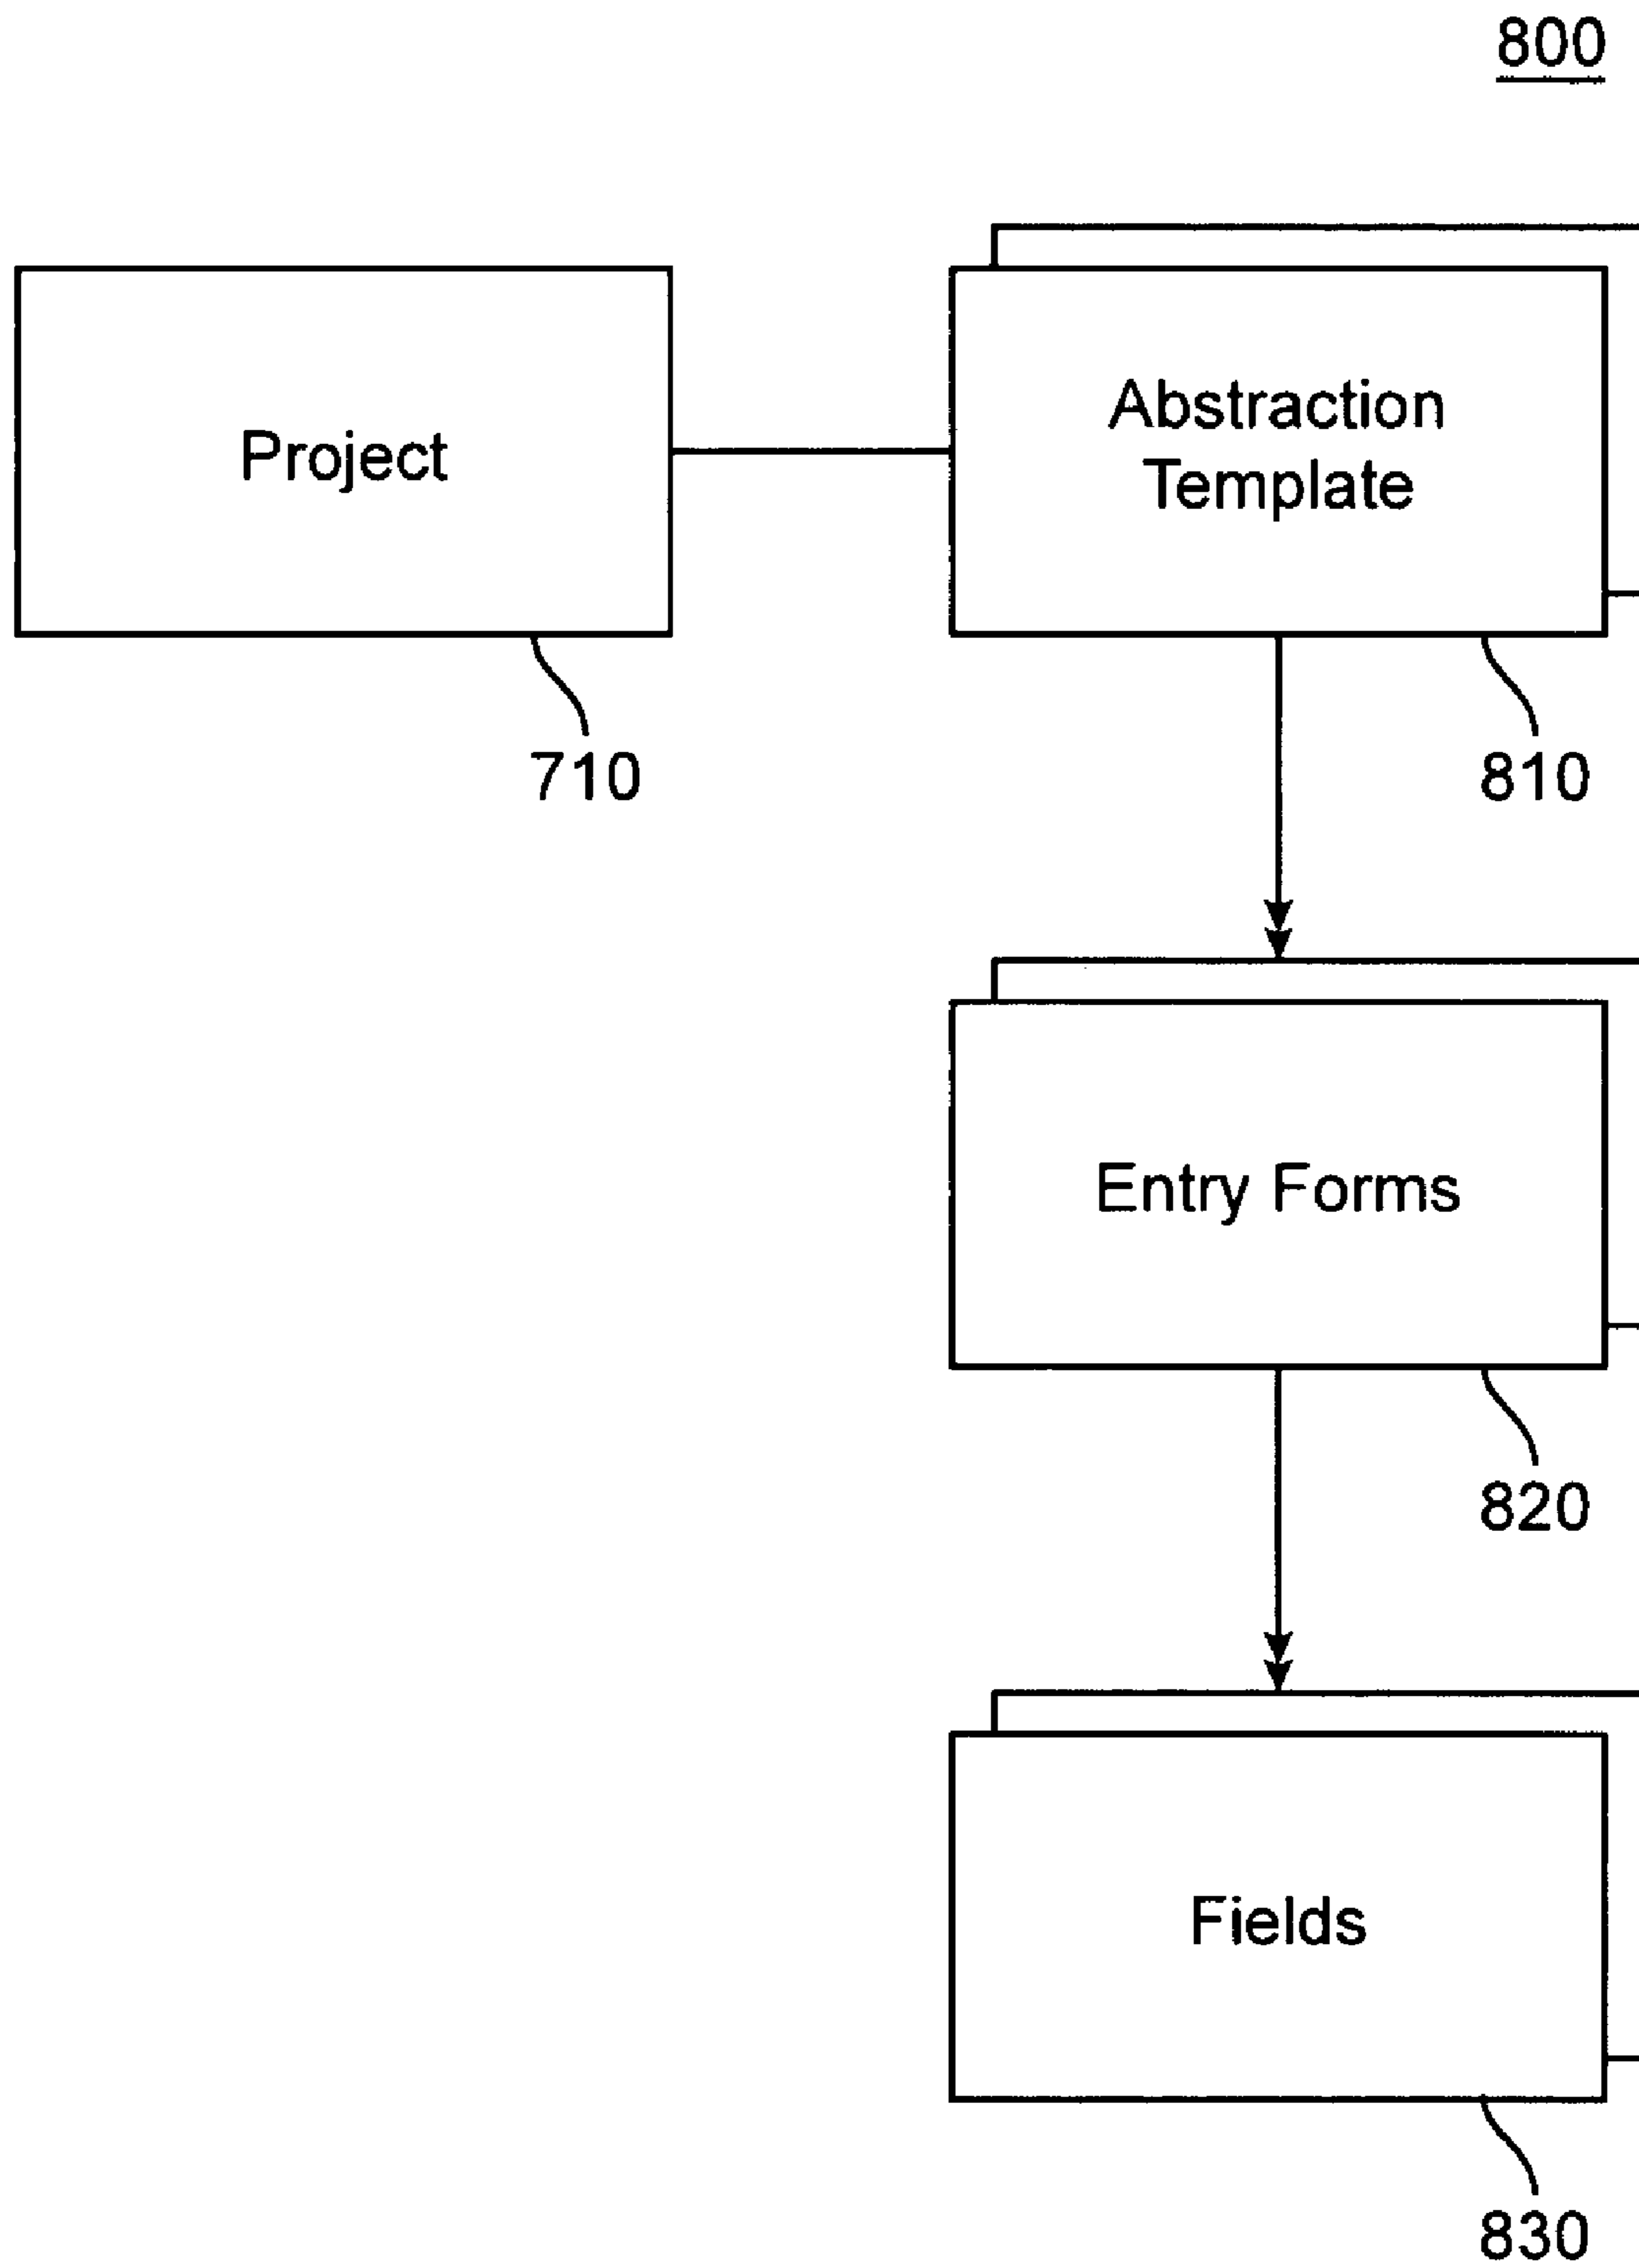 800
Project
Abstraction
Template
710
810
Entry Forms
820
Fields
830